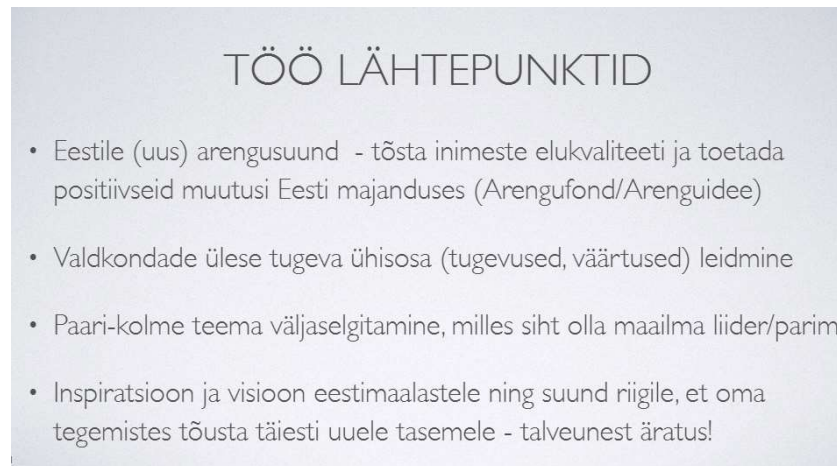 TÖÖ LÄHTEPUNKTID
• Eestile (uus) arengusuund - tõsta inimeste elukvaliteeti ja toetada
positiivseid muutusi Eesti majanduses (Arengufond/Arenguidee)
• Valdkondade ülese tugeva ühisosa (tugevused, väärtused) leidmine
• Paari-kolme teema väljaselgitamine, milles siht olla maailma liider/parim
• Inspiratsioon ja visioon eestimaalastele ning suund riigile, et oma
tegemistes tõusta täiesti uuele tasemele - talveunest äratus!